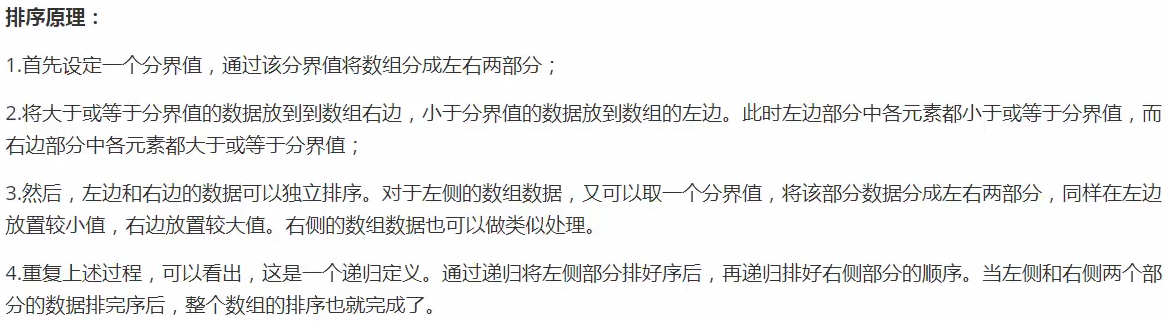 排序原理：
1.首先设定一个分界值，通过该分界值将数组分成左右两部分；
2.将大于或等于分界值的数据放到到数组右边，小于分界值的数据放到数组的左边。此时左边部分中各元素都小于或等于分界值，而
右边部分中各元素都大于或等于分界值；
3.然后，左边和右边的数据可以独立排序。对于左侧的数组数据，又可以取一个分界值，将该部分数据分成左右两部分，同样在左边
放置较小值，右边放置较大值。右侧的数组数据也可以做类似处理。
4.重复上述过程，可以看出，这是一个递归定义。通过递归将左侧部分排好序后，再递归排好右侧部分的顺序。当左侧和右侧两个部
分的数据排完序后，整个数组的排序也就完成了。